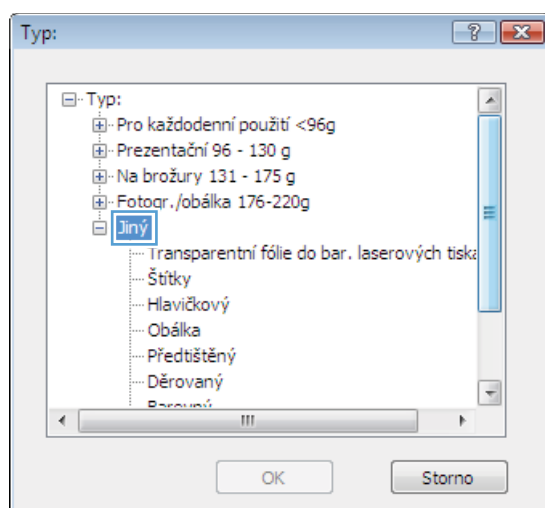 Typ:
Typ:
Pro každodenní použití <96g
Prezentační 96 - 130 g
Na brožury 131 - 175 g
Fotogr./obálka 176-220g
Jiný
Transparentní fólie do bar. laserových tiska
Štítky
Hlavičkový
Obálka
Předtištěný
Děrovaný
Barevný
OK Storno